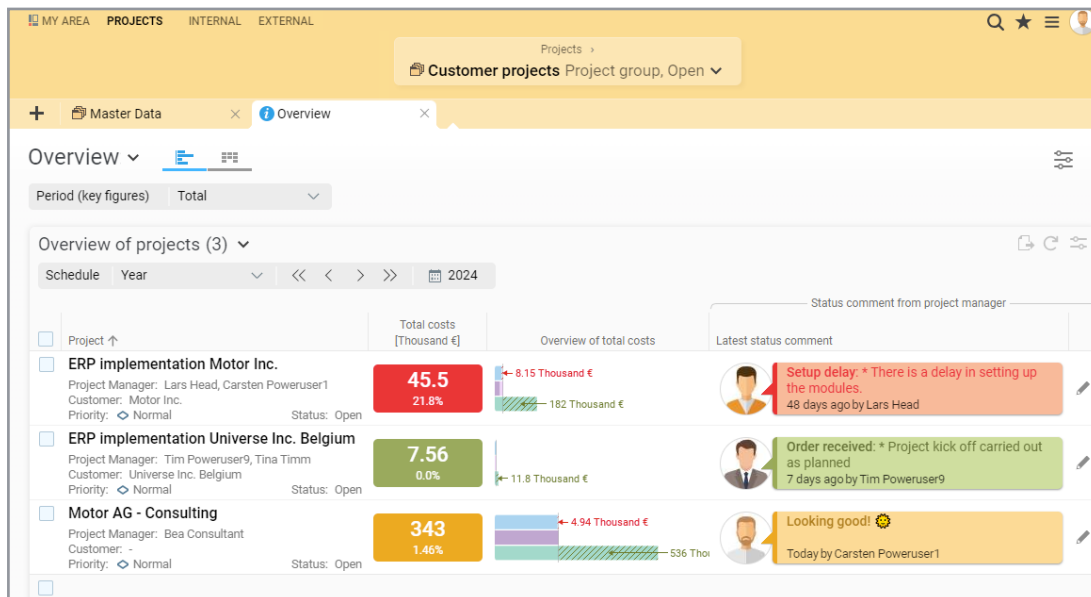 MY AREA PROJECTS INTERNAL EXTERNAL
Projects ›
Customer projects Project group, Open
Master Data
Overview
Overview
Period (key figures) Total
Overview of projects (3)
Schedule Year 2024
Status comment from project manager
Project Total costs
[Thousand €] Overview of total costs Latest status comment
ERP implementation Motor Inc.
Project Manager: Lars Head, Carsten Poweruser1
Customer: Motor Inc.
Priority: Normal Status: Open
45.5
21.8%
8.15 Thousand €
182 Thousand €
Setup delay: * There is a delay in setting up
the modules.
48 days ago by Lars Head
ERP implementation Universe Inc. Belgium
Project Manager: Tim Poweruser9, Tina Timm
Customer: Universe Inc. Belgium
Priority: Normal Status: Open
7.56
0.0%
11.8 Thousand €
Order received: * Project kick off carried out
as planned
7 days ago by Tim Poweruser9
Motor AG - Consulting
Project Manager: Bea Consultant
Customer: -
Priority: Normal Status: Open
343
1.46%
4.94 Thousand €
536 Thou
Looking good! 🌞
Today by Carsten Poweruser1